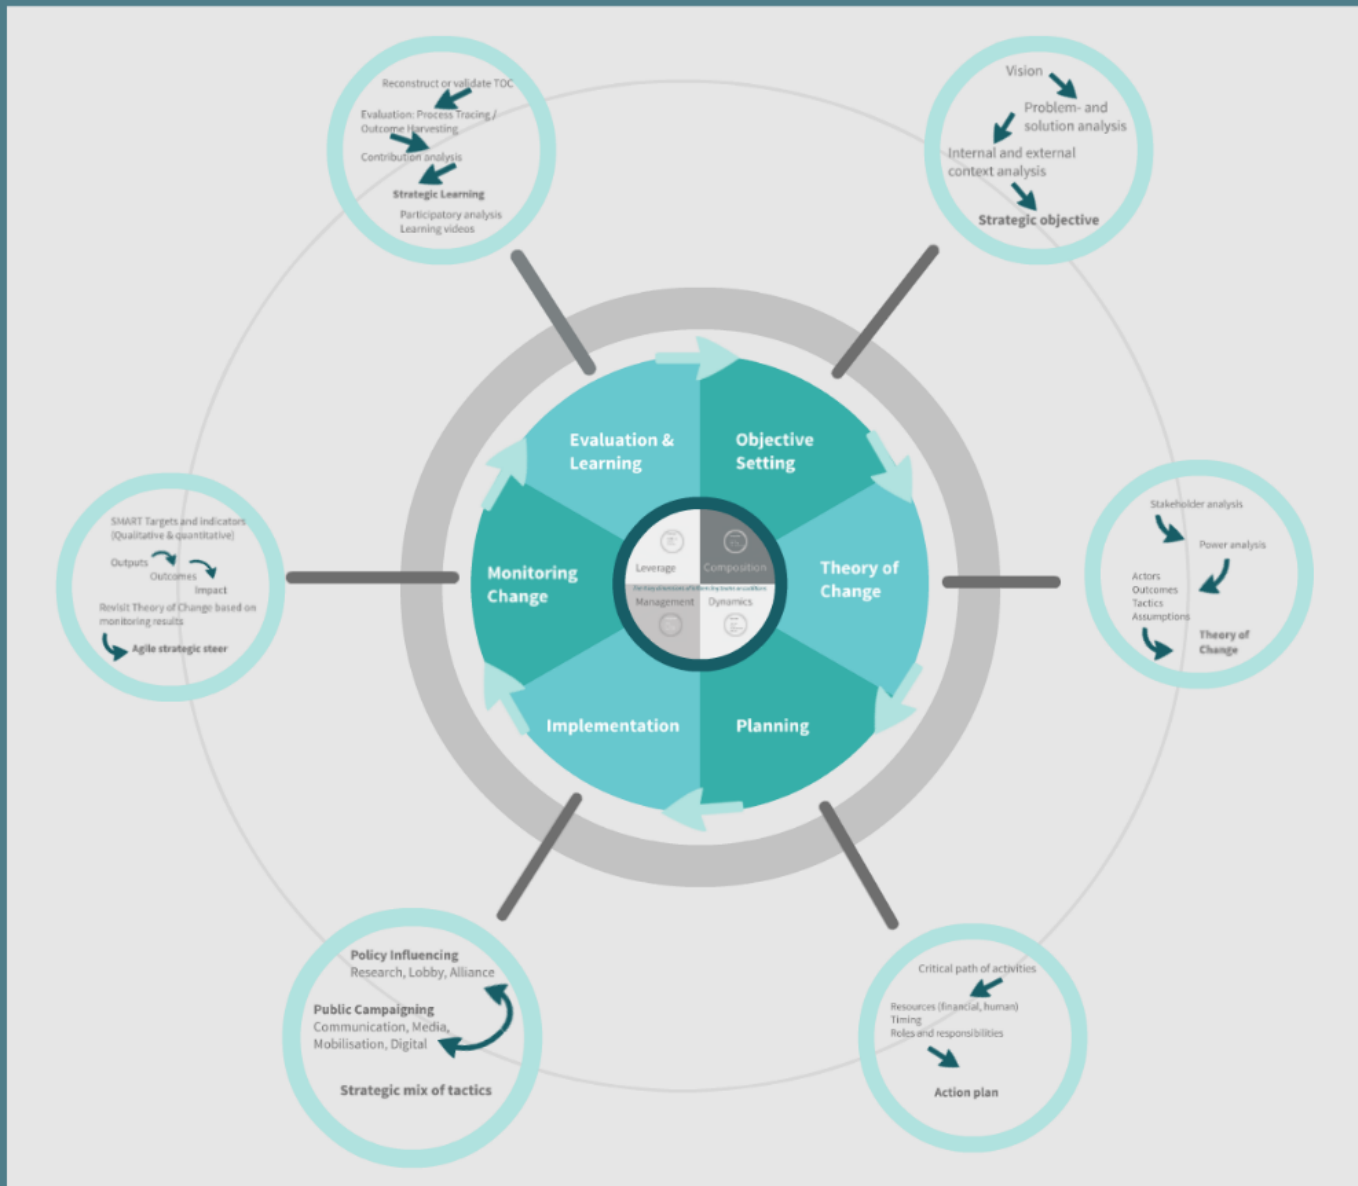 Reconstruct or validate TOC
Evaluation: Process Tracing /
Outcome Harvesting
Contribution analysis
Strategic Learning
Participatory analysis
Learning videos
Vision
Problem- and
solution analysis
Internal and external
context analysis
Strategic objective
Evaluation &
Learning
Objective
Setting
Monitoring
Change
Theory of
Change
Implementation
Planning
Leverage
Composition
Management
Dynamics
SMART Targets and indicators
(Qualitative & quantitative)
Outputs
Outcomes
Impact
Revisit Theory of Change based on
monitoring results
Agile strategic steer
Stakeholder analysis
Power analysis
Actors
Outcomes
Tactics
Assumptions
Theory of
Change
Policy Influencing
Research, Lobby, Alliance
Public Campaigning
Communication, Media,
Mobilisation, Digital
Strategic mix of tactics
Critical path of activities
Resources (financial, human)
Timing
Roles and responsibilities
Action plan